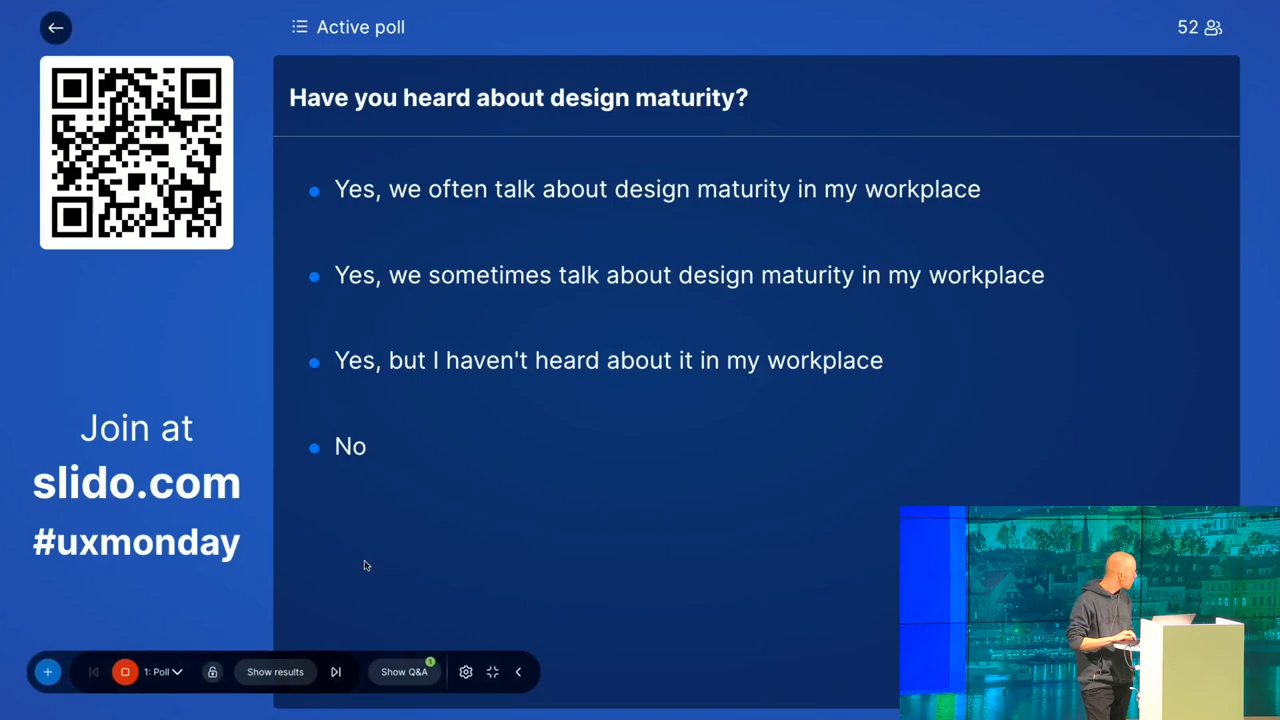 Active poll
52
Have you heard about design maturity?
Yes, we often talk about design maturity in my workplace
Yes, we sometimes talk about design maturity in my workplace
Yes, but I haven't heard about it in my workplace
No
Join at
slido.com
#uxmonday
1: Poll
Show results
Show Q&A
1